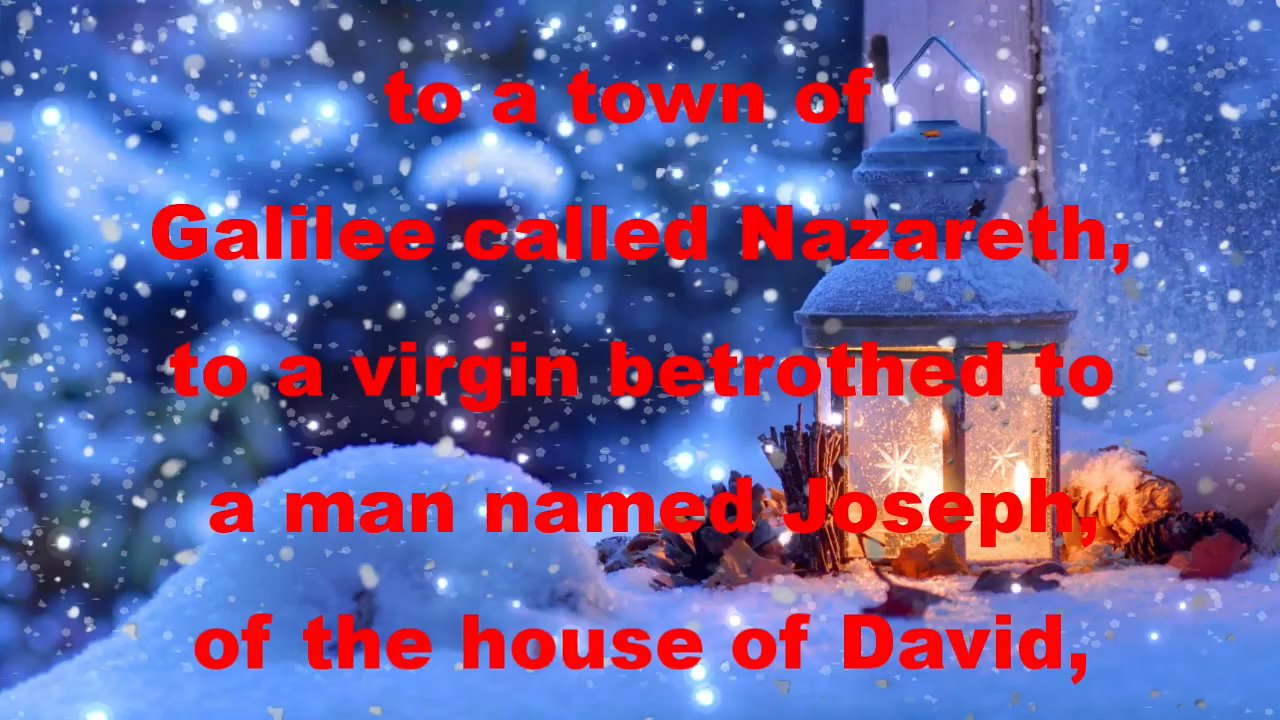 to a town of
Galilee called Nazareth,
to a virgin betrothed to
a man named Joseph,
of the house of David,